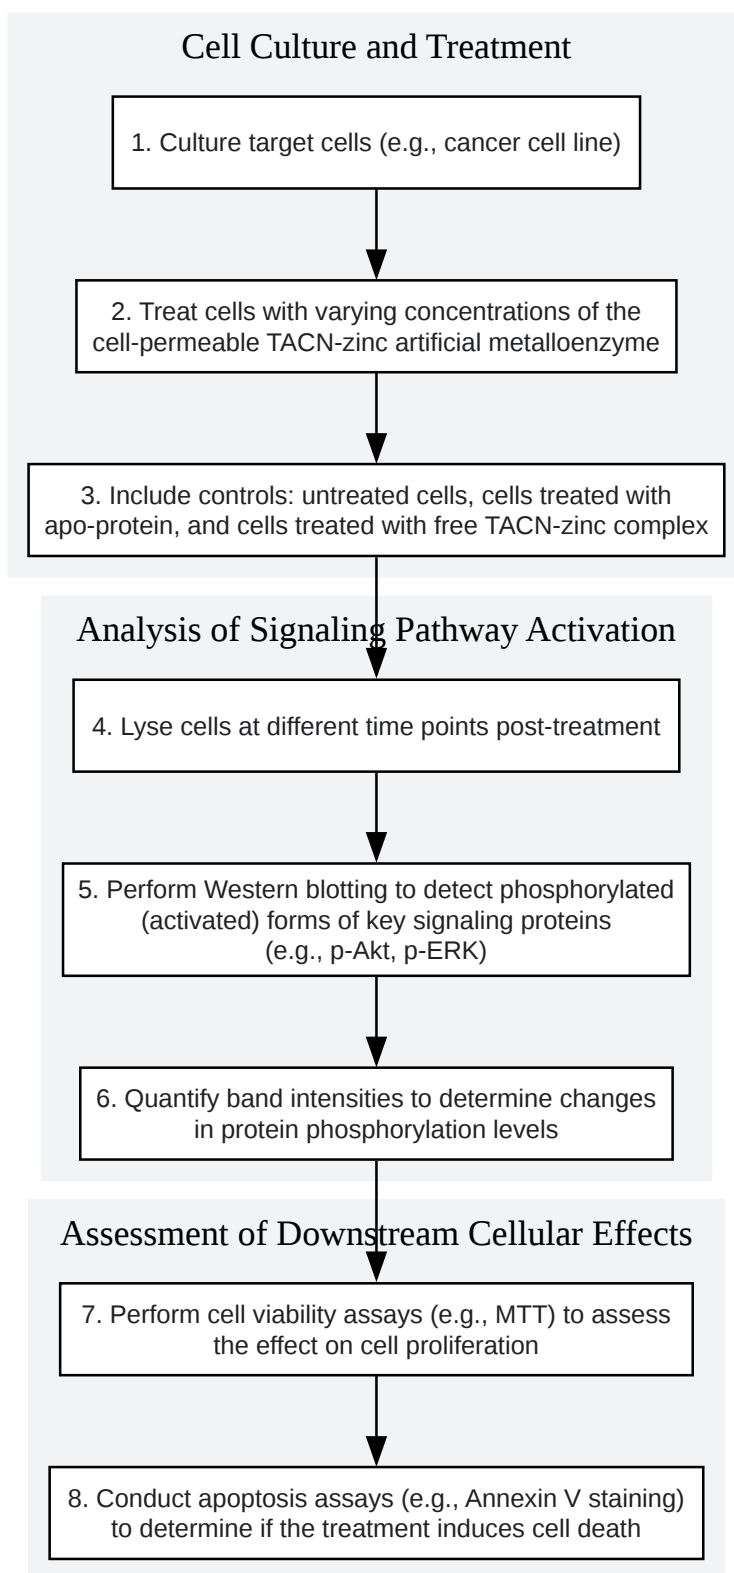 Cell Culture and Treatment
1. Culture target cells (e.g., cancer cell line)
2. Treat cells with varying concentrations of the
cell-permeable TACN-zinc artificial metalloenzyme
3. Include controls: untreated cells, cells treated with
apo-protein, and cells treated with free TACN-zinc complex
Analysis of Signaling Pathway Activation
4. Lyse cells at different time points post-treatment
5. Perform Western blotting to detect phosphorylated
(activated) forms of key signaling proteins
(e.g., p-Akt, p-ERK)
6. Quantify band intensities to determine changes
in protein phosphorylation levels
Assessment of Downstream Cellular Effects
7. Perform cell viability assays (e.g., MTT) to assess
the effect on cell proliferation
8. Conduct apoptosis assays (e.g., Annexin V staining)
to determine if the treatment induces cell death